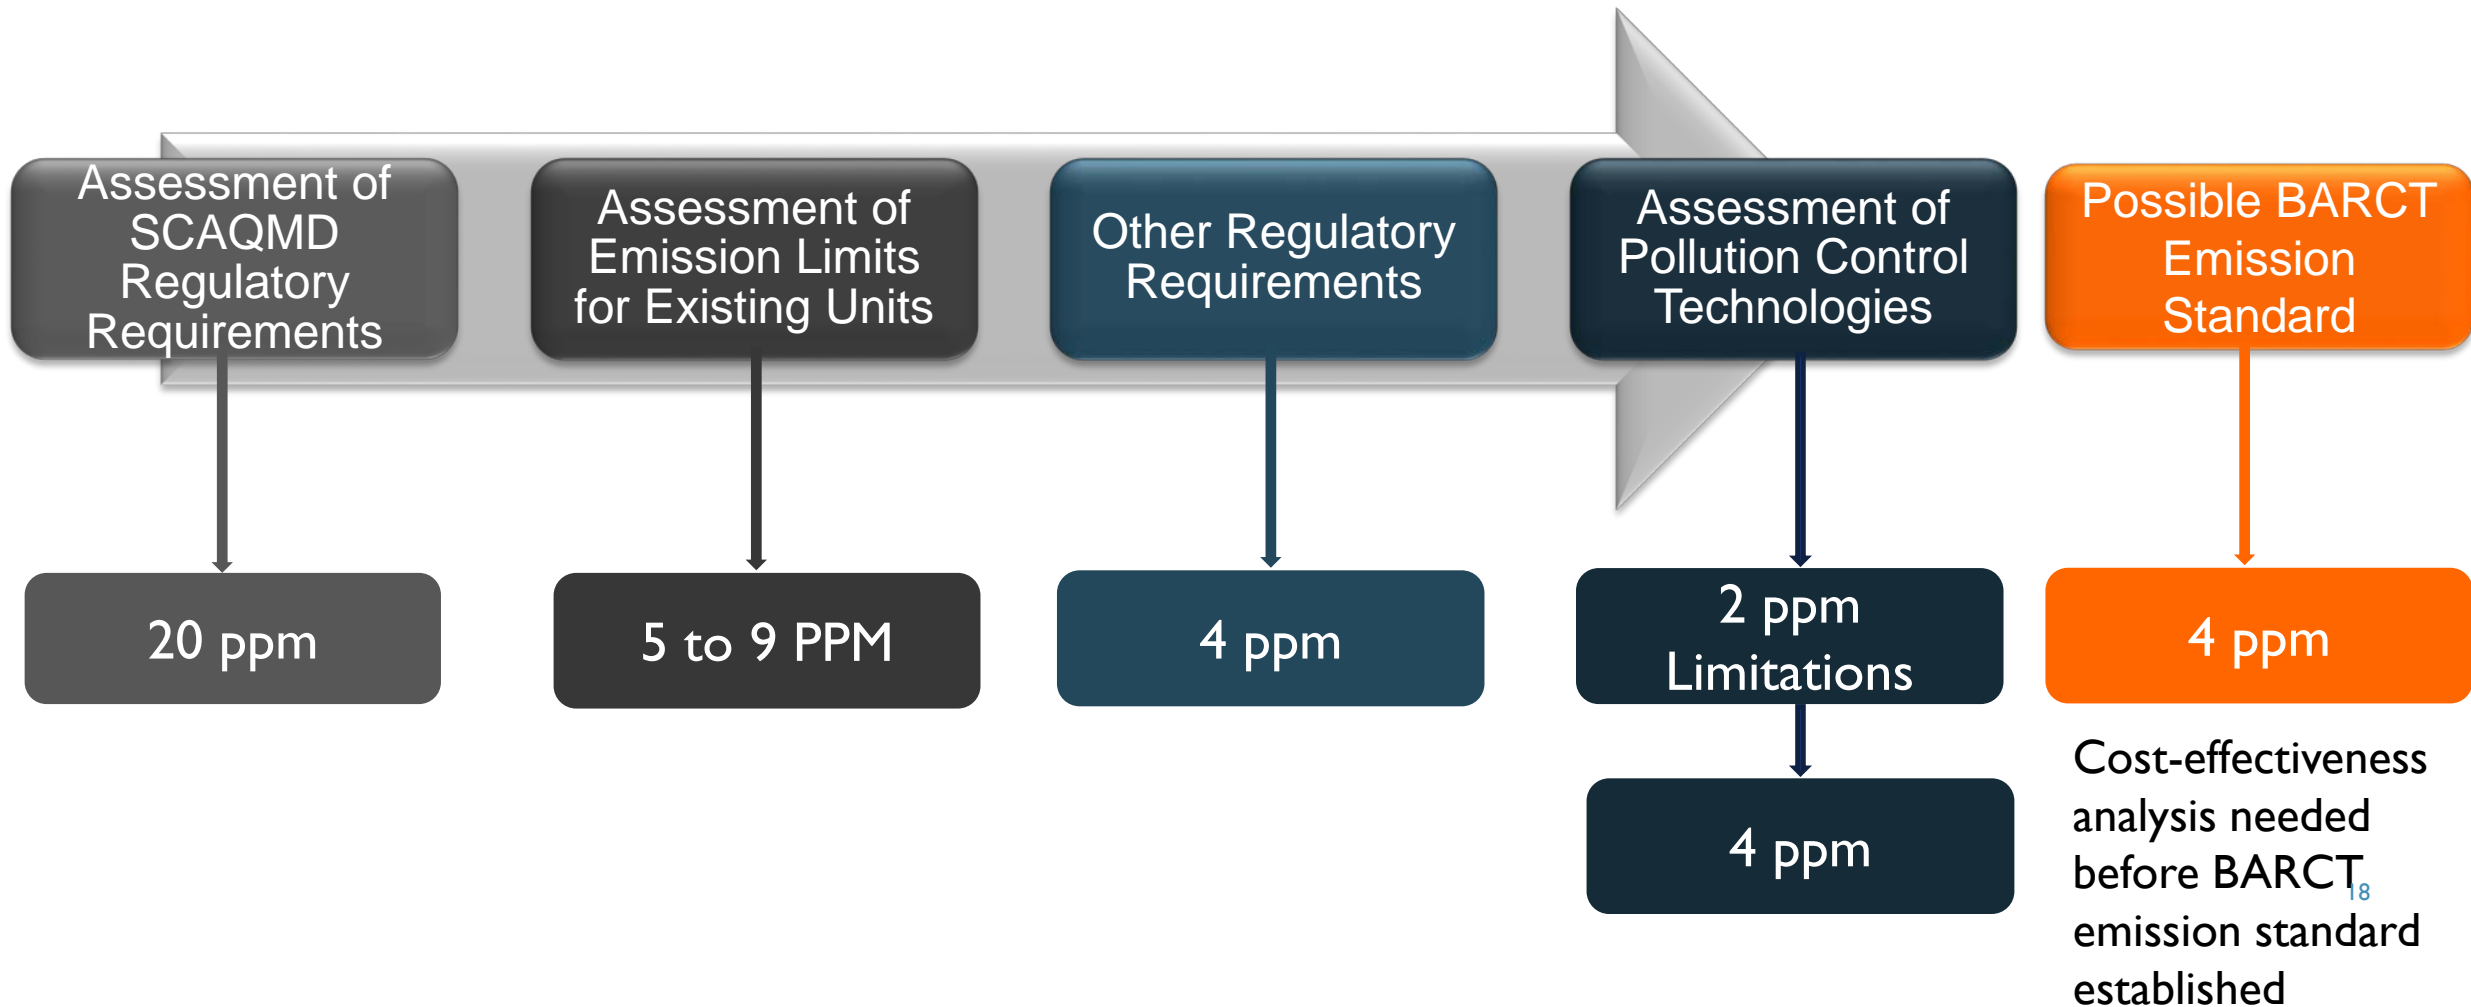 Assessment of
SCAQMD
Regulatory
Requirements
Assessment of
Emission Limits
for Existing Units
Other Regulatory
Requirements
Assessment of
Pollution Control
Technologies
Possible BARCT
Emission
Standard
20 ppm
5 to 9 PPM
4 ppm
2 ppm
Limitations
4 ppm
4 ppm
Cost-effectiveness
analysis needed
before BARCT
emission standard
established
18